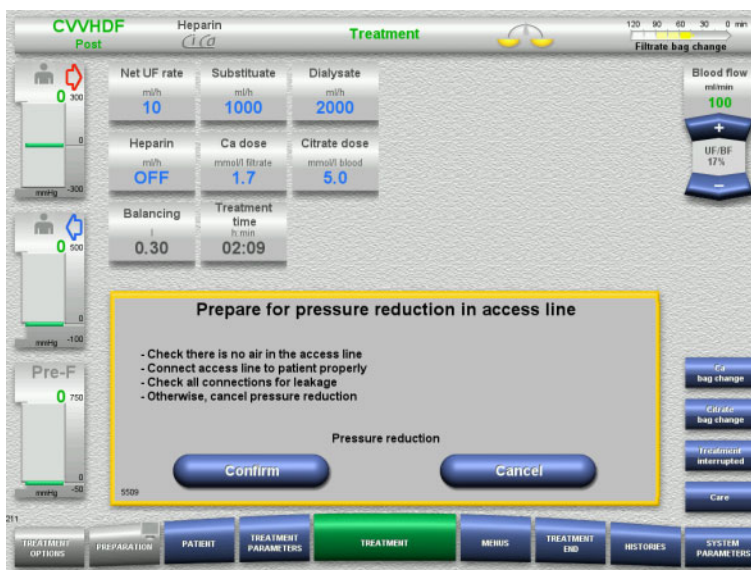 CVVHDF
Post
Heparin
Ci Ca
Treatment
120 90 60 30 0 min
Filtrate bag change
0 300
0
-300
mmHg
0 500
0
-100
mmHg
Pre-F
0 750
0
-50
mmHg
Net UF rate
ml/h
10
Substituate
ml/h
1000
Dialysate
ml/h
2000
Heparin
ml/h
OFF
Ca dose
mmol/l filtrate
1.7
Citrate dose
mmol/l blood
5.0
Balancing
l
0.30
Treatment
time
h:min
02:09
Blood flow
ml/min
100
+
UF/BF
17%
−
Prepare for pressure reduction in access line
- Check there is no air in the access line
- Connect access line to patient properly
- Check all connections for leakage
- Otherwise, cancel pressure reduction
Pressure reduction
Confirm
Cancel
5509
Ca
bag change
Citrate
bag change
Treatment
interrupted
Care
211
TREATMENT
OPTIONS
PREPARATION
PATIENT
TREATMENT
PARAMETERS
TREATMENT
MENUS
TREATMENT
END
HISTORIES
SYSTEM
PARAMETERS